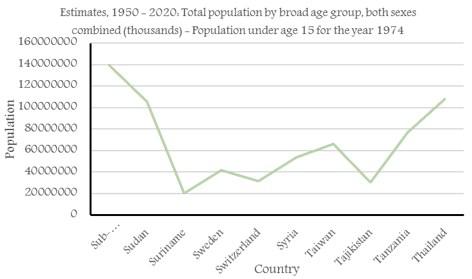 Estimates, 1950 - 2020: Total population by broad age group, both sexes
combined (thousands) - Population under age 15 for the year 1974
160000000
140000000
120000000
100000000
80000000
60000000
40000000
20000000
0
Population
Sub-…
Sudan
Suriname
Sweden
Switzerland
Syria
Taiwan
Tajikistan
Tanzania
Thailand
Country